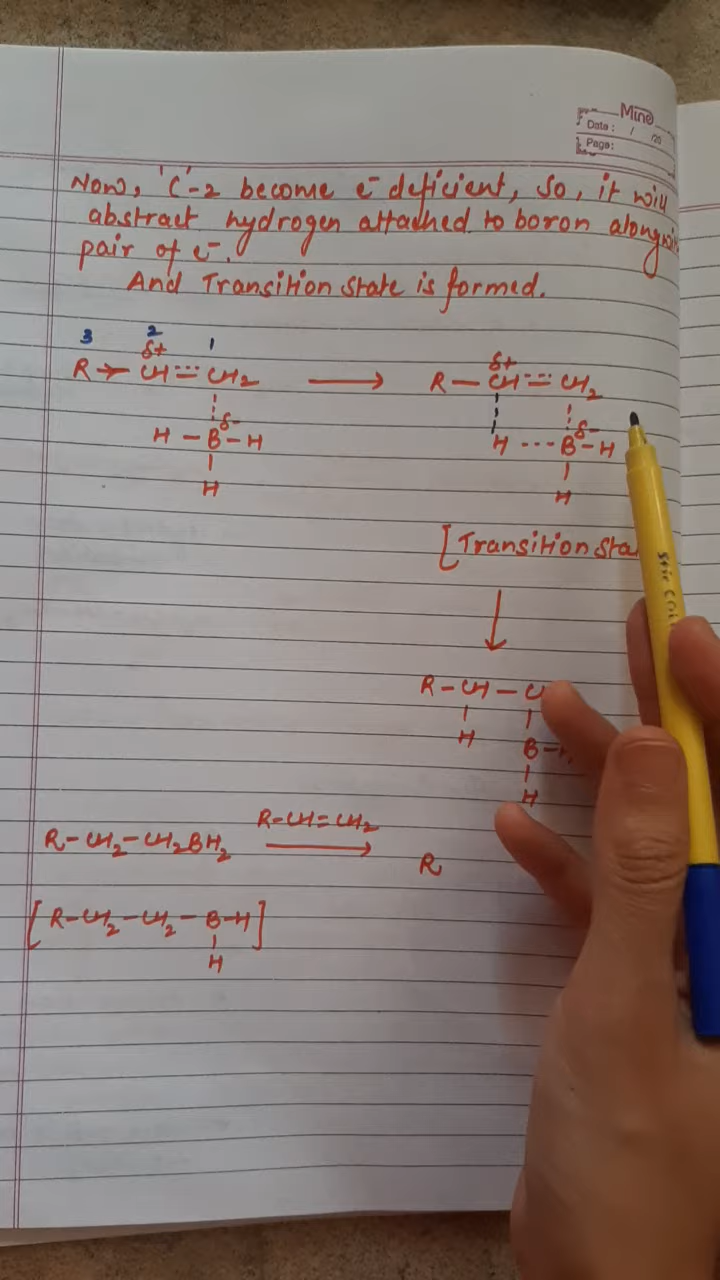 Mino
Date : / /20
Page:
Now, 'C'-2 become e⁻ deficient, So, it will
abstract hydrogen attached to boron along
pair of e⁻.
And Transition state is formed.
3 2 1
δ+ δ+
R → CH = CH₂ ⟶ R – CH = CH₂
δ- δ-
H – B – H H --- B – H
H H
[Transition Sta
↓
R – CH – C
H B – H
H
R–CH=CH₂
R–CH₂–CH₂BH₂ ⟶ R
[R–CH₂–CH₂–B–H]
H